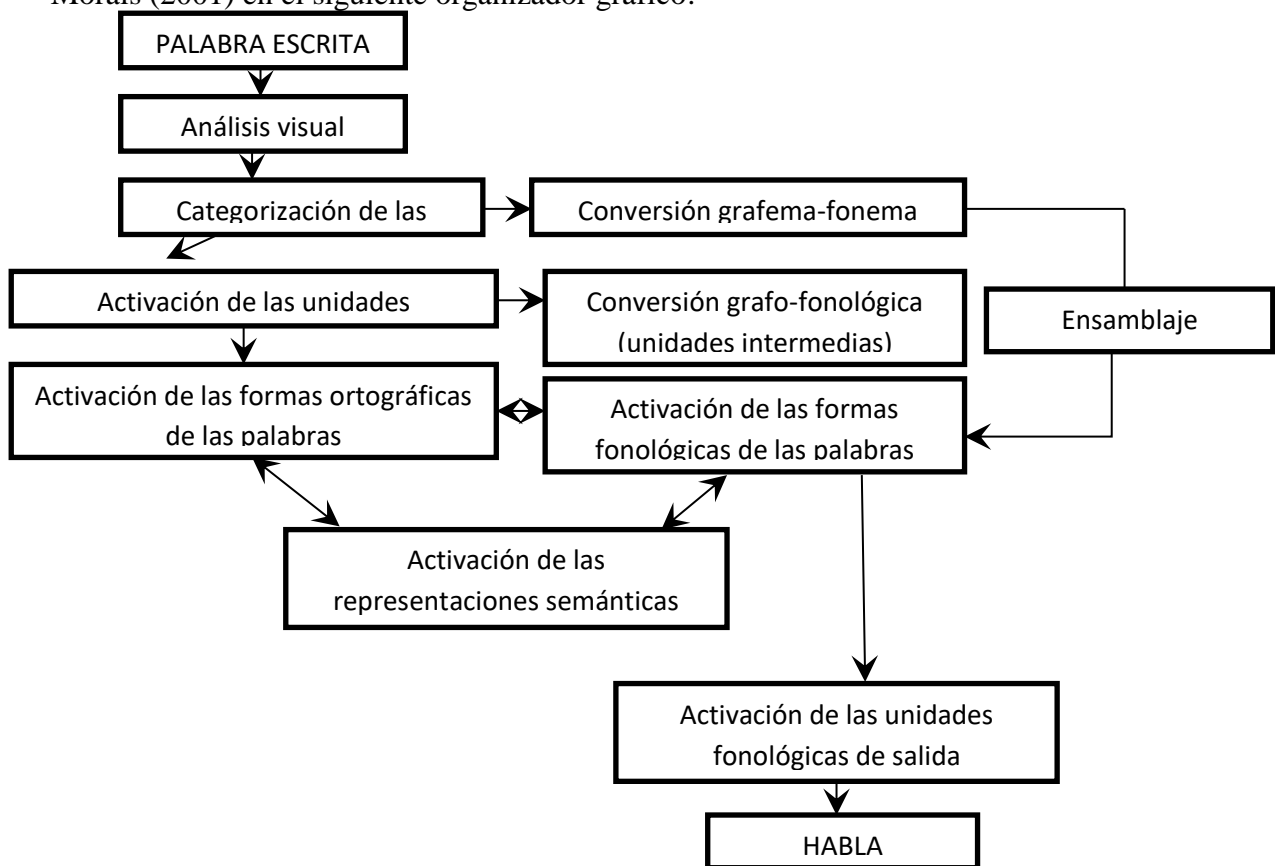 Morais (2001) en el siguiente organizador gráfico:
PALABRA ESCRITA
Análisis visual
Categorización de las
Conversión grafema-fonema
Activación de las unidades
Conversión grafo-fonológica
(unidades intermedias)
Ensamblaje
Activación de las formas ortográficas
de las palabras
Activación de las formas
fonológicas de las palabras
Activación de las
representaciones semánticas
Activación de las unidades
fonológicas de salida
HABLA